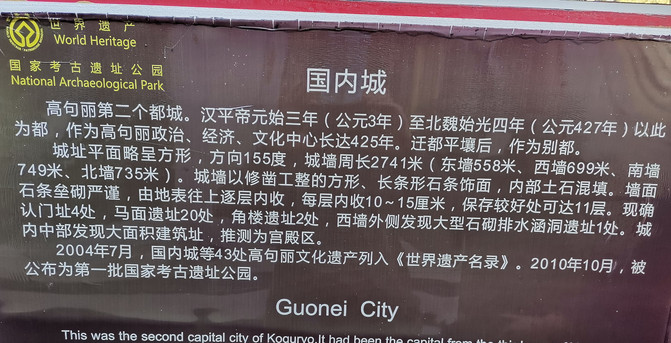 世界遗产
World Heritage
国家考古遗址公园
National Archaeological Park
国内城
高句丽第二个都城。汉平帝元始三年（公元3年）至北魏始光四年（公元427年）以此
为都，作为高句丽政治、经济、文化中心长达425年。迁都平壤后，作为别都。
城址平面略呈方形，方向155度，城墙周长2741米（东墙558米、西墙699米、南墙
749米、北墙735米）。城墙以修凿工整的方形、长条形石条饰面，内部土石混填。墙面
石条垒砌严谨，由地表往上逐层内收，每层内收10～15厘米，保存较好处可达11层。现确
认门址4处，马面遗址20处，角楼遗址2处，西墙外侧发现大型石砌排水涵洞遗址1处。城
内中部发现大面积建筑址，推测为宫殿区。
2004年7月，国内城等43处高句丽文化遗产列入《世界遗产名录》。2010年10月，被
公布为第一批国家考古遗址公园。
Guonei City
This was the second capital city of Koguryo.It had been the capital from the